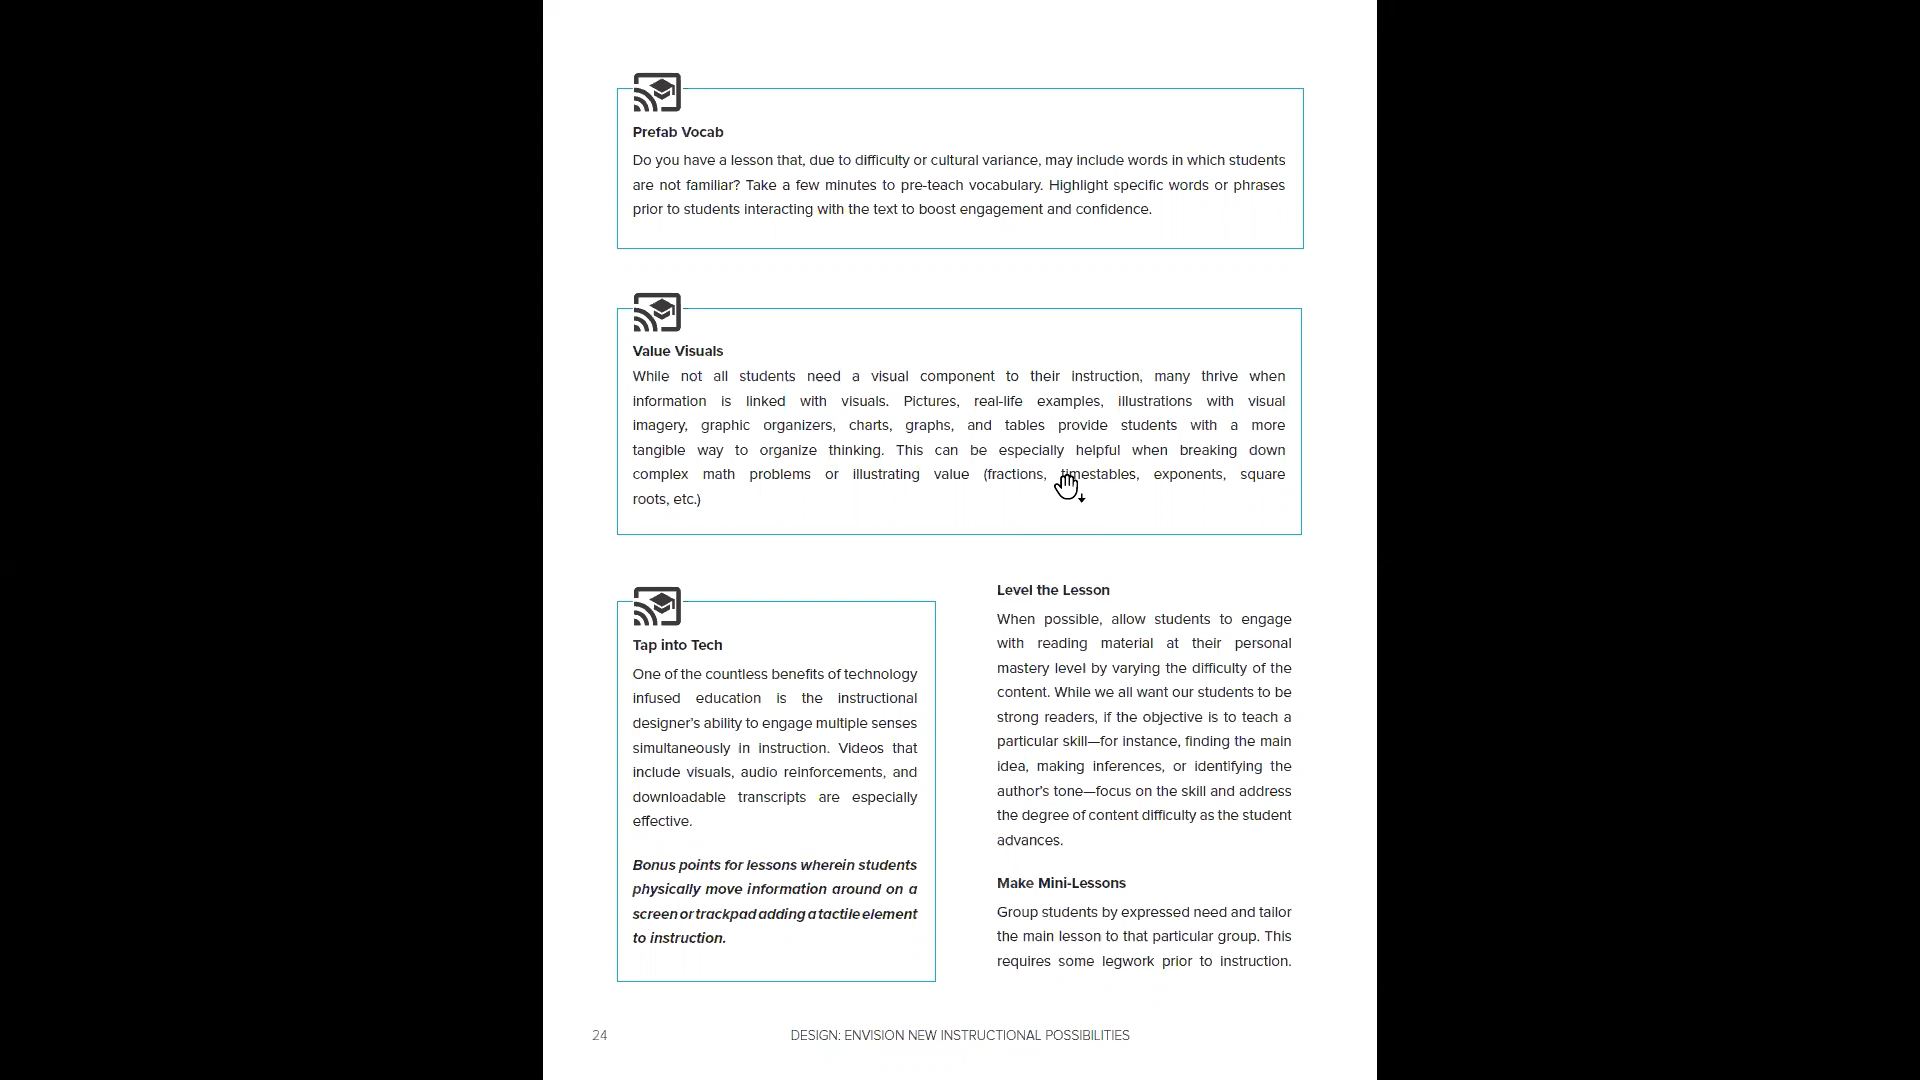 Prefab Vocab
Do you have a lesson that, due to difficulty or cultural variance, may include words in which students
are not familiar? Take a few minutes to pre-teach vocabulary. Highlight specific words or phrases
prior to students interacting with the text to boost engagement and confidence.
Value Visuals
While not all students need a visual component to their instruction, many thrive when
information is linked with visuals. Pictures, real-life examples, illustrations with visual
imagery, graphic organizers, charts, graphs, and tables provide students with a more
tangible way to organize thinking. This can be especially helpful when breaking down
complex math problems or illustrating value (fractions, timestables, exponents, square
roots, etc.)
Tap into Tech
One of the countless benefits of technology
infused education is the instructional
designer's ability to engage multiple senses
simultaneously in instruction. Videos that
include visuals, audio reinforcements, and
downloadable transcripts are especially
effective.
Bonus points for lessons wherein students
physically move information around on a
screen or trackpad adding a tactile element
to instruction.
Level the Lesson
When possible, allow students to engage
with reading material at their personal
mastery level by varying the difficulty of the
content. While we all want our students to be
strong readers, if the objective is to teach a
particular skill—for instance, finding the main
idea, making inferences, or identifying the
author's tone—focus on the skill and address
the degree of content difficulty as the student
advances.
Make Mini-Lessons
Group students by expressed need and tailor
the main lesson to that particular group. This
requires some legwork prior to instruction.
24
DESIGN: ENVISION NEW INSTRUCTIONAL POSSIBILITIES